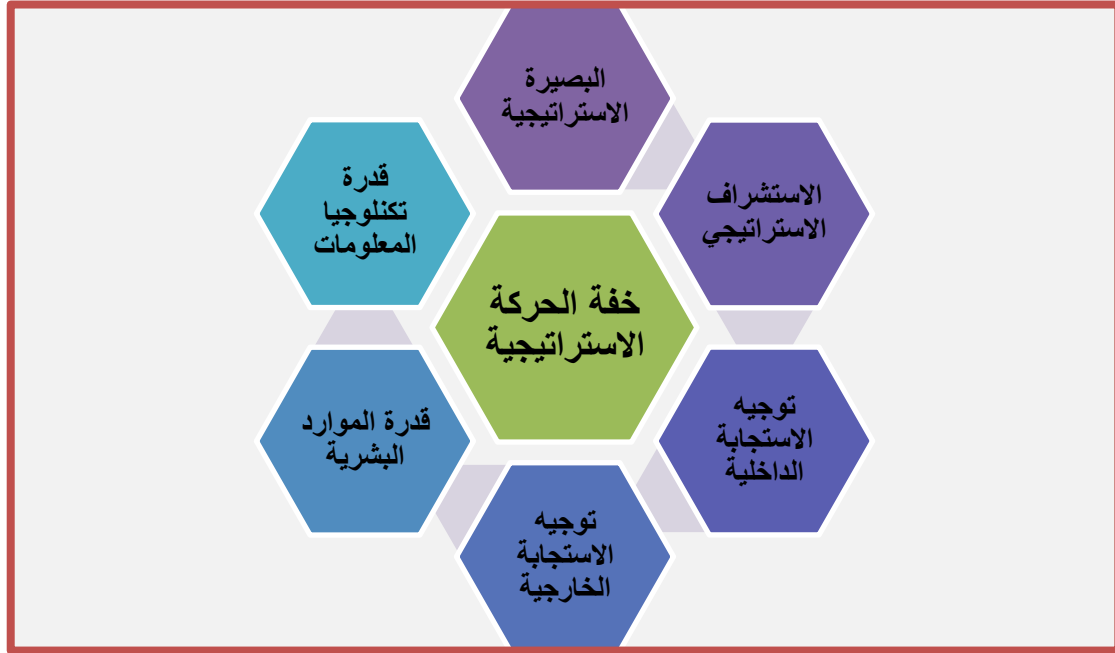 البصيرة
الاستراتيجية
الاستشراف
الاستراتيجي
توجيه
الاستجابة
الداخلية
توجيه
الاستجابة
الخارجية
قدرة الموارد
البشرية
قدرة
تكنلوجيا
المعلومات
خفة الحركة
الاستراتيجية